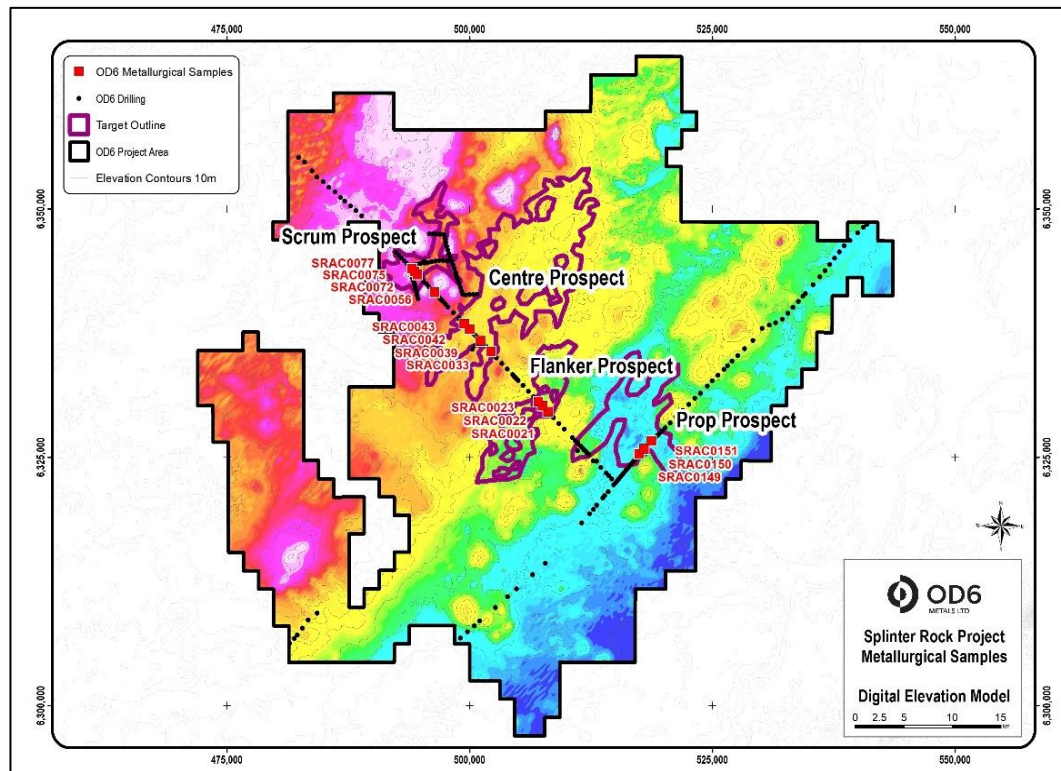 475,000
500,000
525,000
550,000
OD6 Metallurgical Samples
OD6 Drilling
Target Outline
OD6 Project Area
Elevation Contours 10m
6,350,000
6,350,000
Scrum Prospect
SRAC0077
SRAC0075
SRAC0072
SRAC0056
Centre Prospect
SRAC0043
SRAC0042
SRAC0039
SRAC0033
Flanker Prospect
SRAC0023
SRAC0022
SRAC0021
Prop Prospect
SRAC0151
SRAC0150
SRAC0149
6,325,000
6,325,000
N
OD6
METALS LTD
Splinter Rock Project
Metallurgical Samples
Digital Elevation Model
0 2.5 5 10 15
6,300,000
6,300,000
475,000
500,000
525,000
550,000